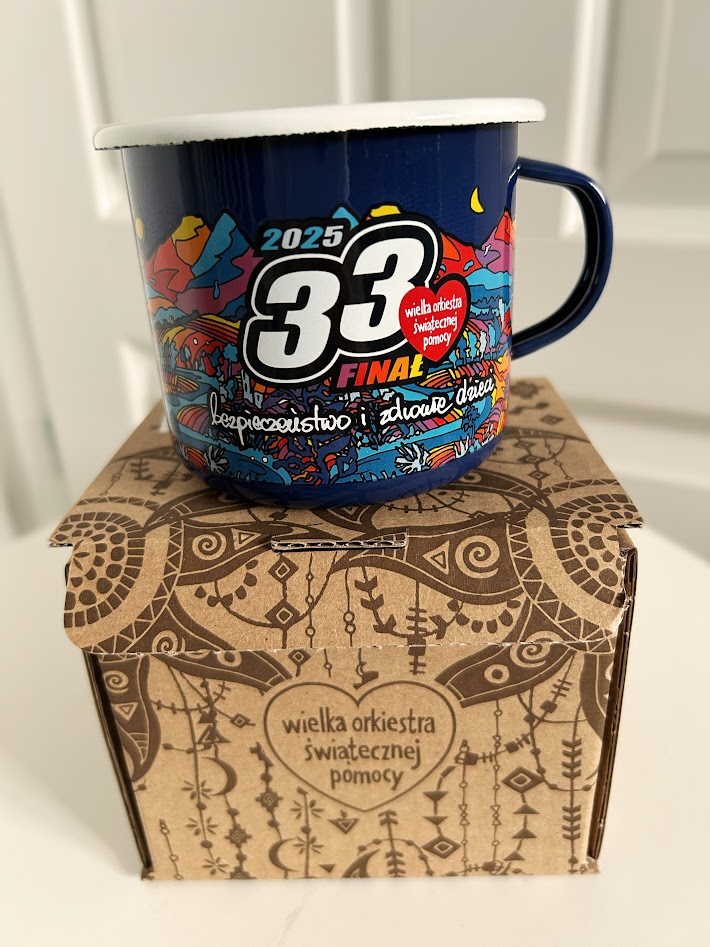 2025
33
FINAŁ
wielka orkiestra
świątecznej
pomocy
bezpieczeństwo i zdrowie dzieci
wielka orkiestra
świątecznej
pomocy